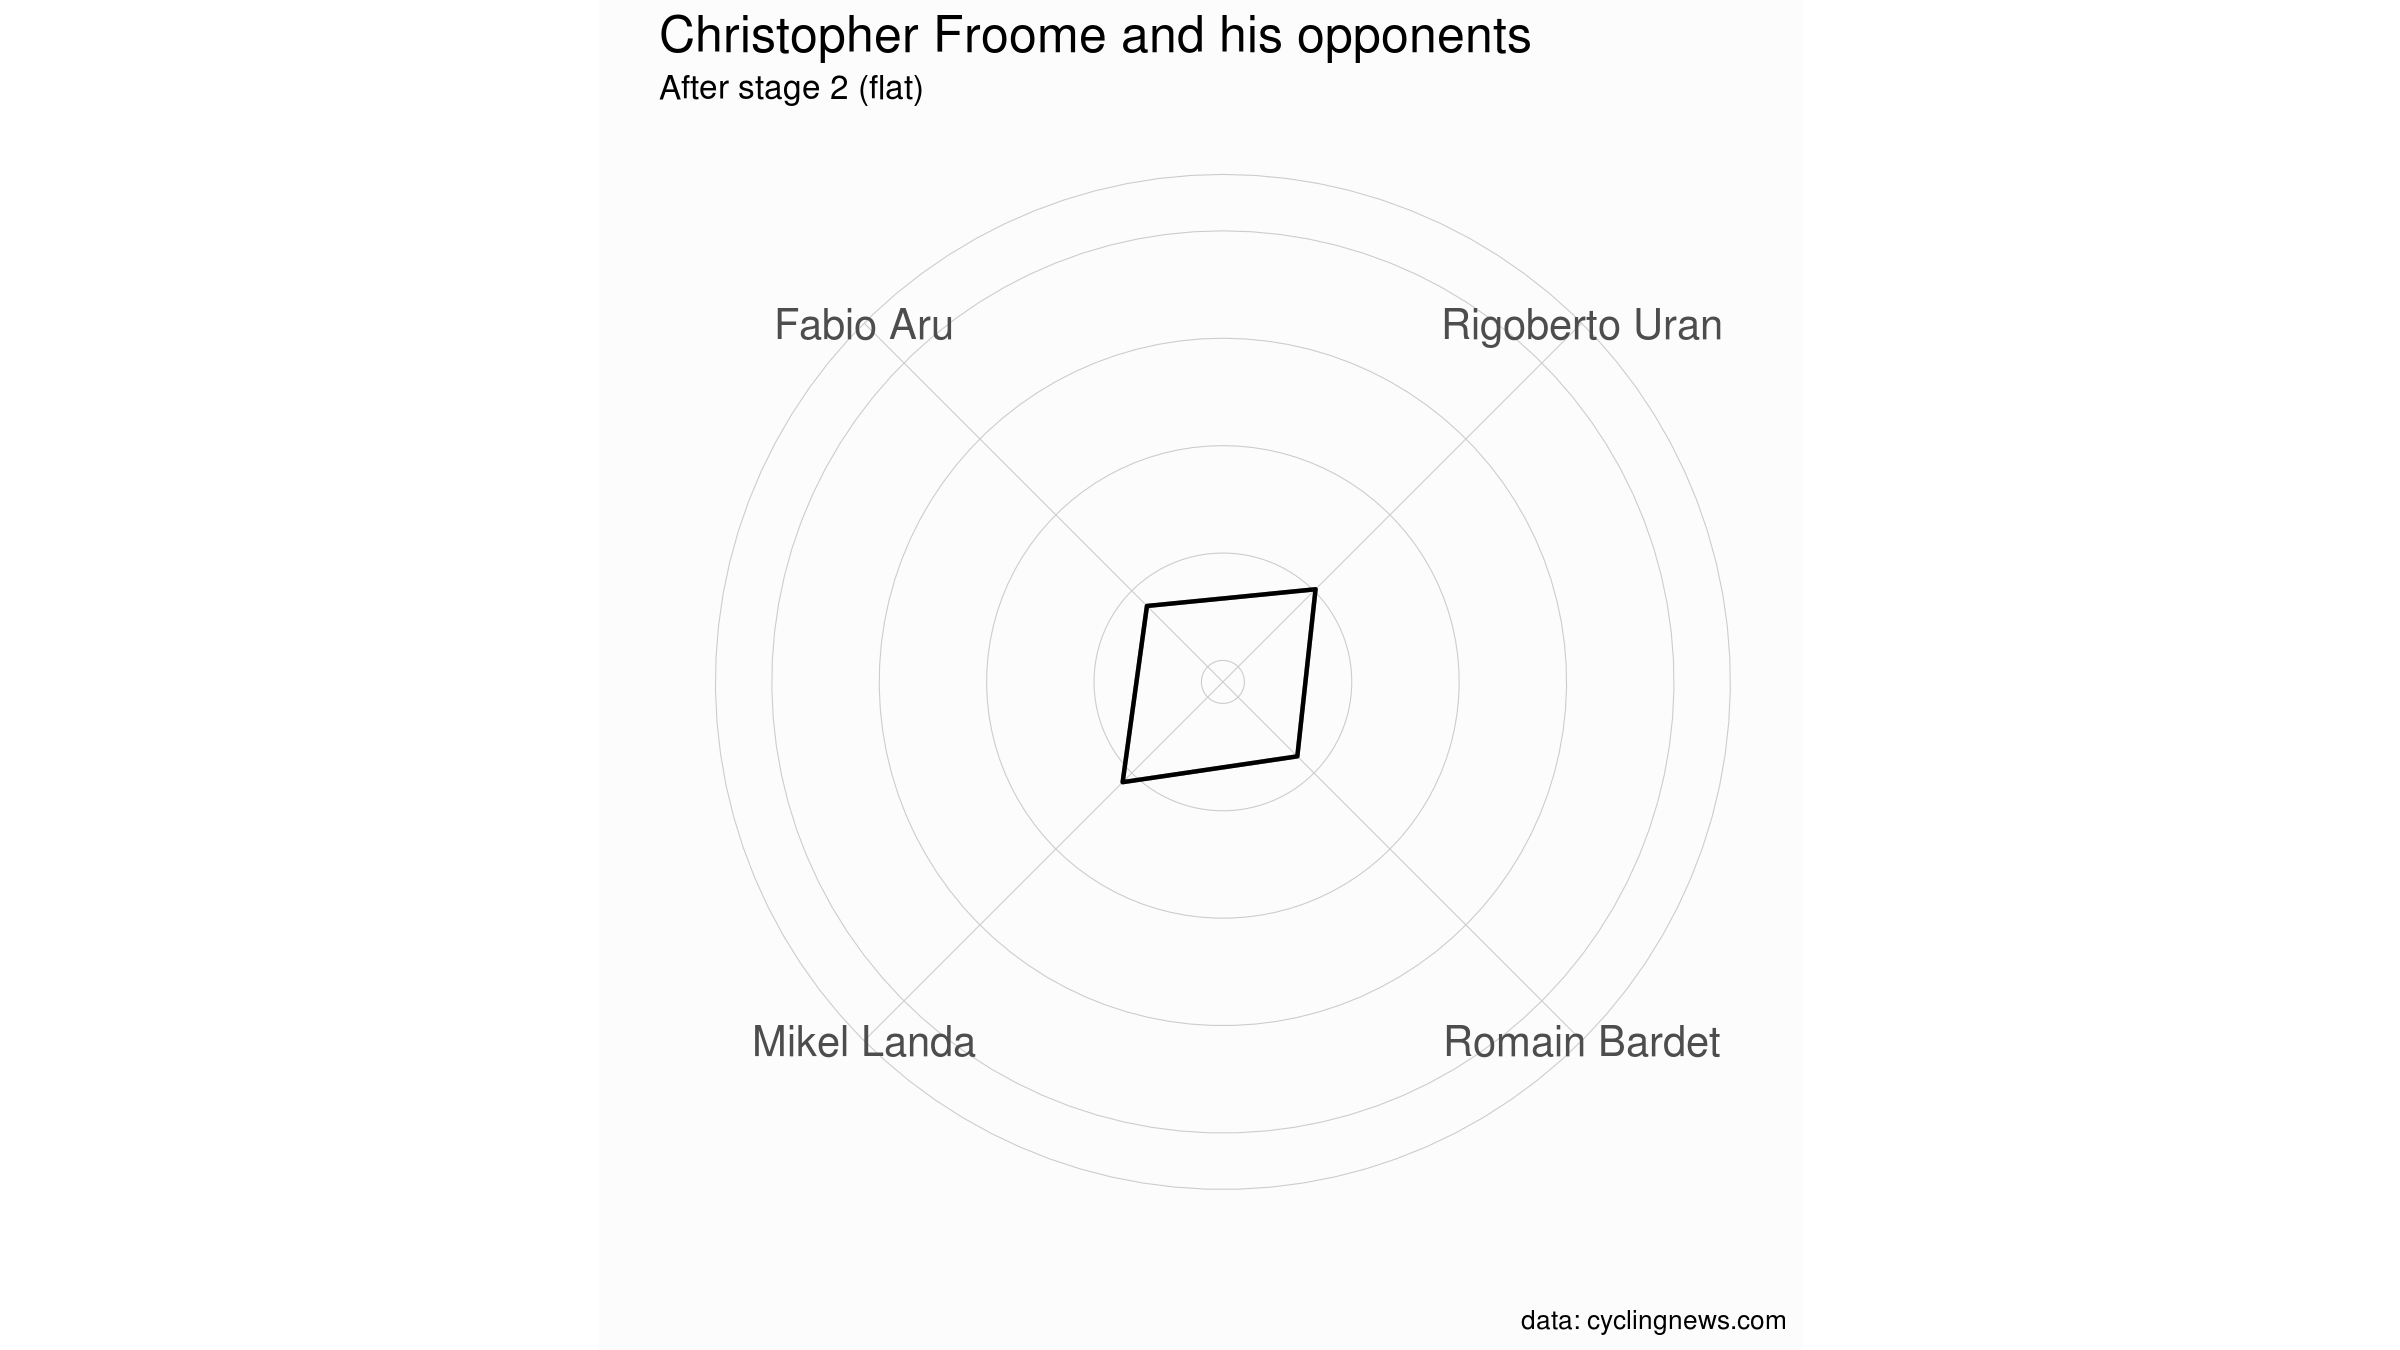 Christopher Froome and his opponents
After stage 2 (flat)
Fabio Aru
Rigoberto Uran
Mikel Landa
Romain Bardet
data: cyclingnews.com